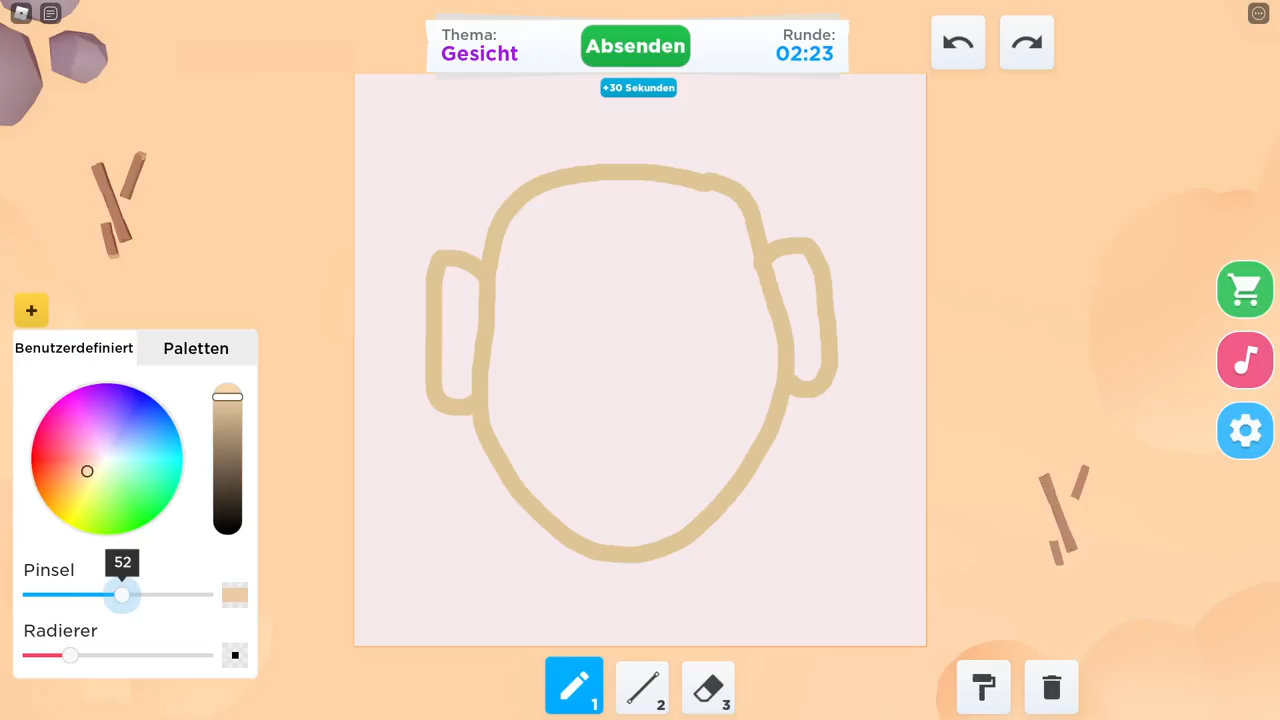 Thema:
Gesicht
Absenden
Runde:
02:23
+30 Sekunden
+
Benutzerdefiniert
Paletten
Pinsel
52
Radierer
1
2
3